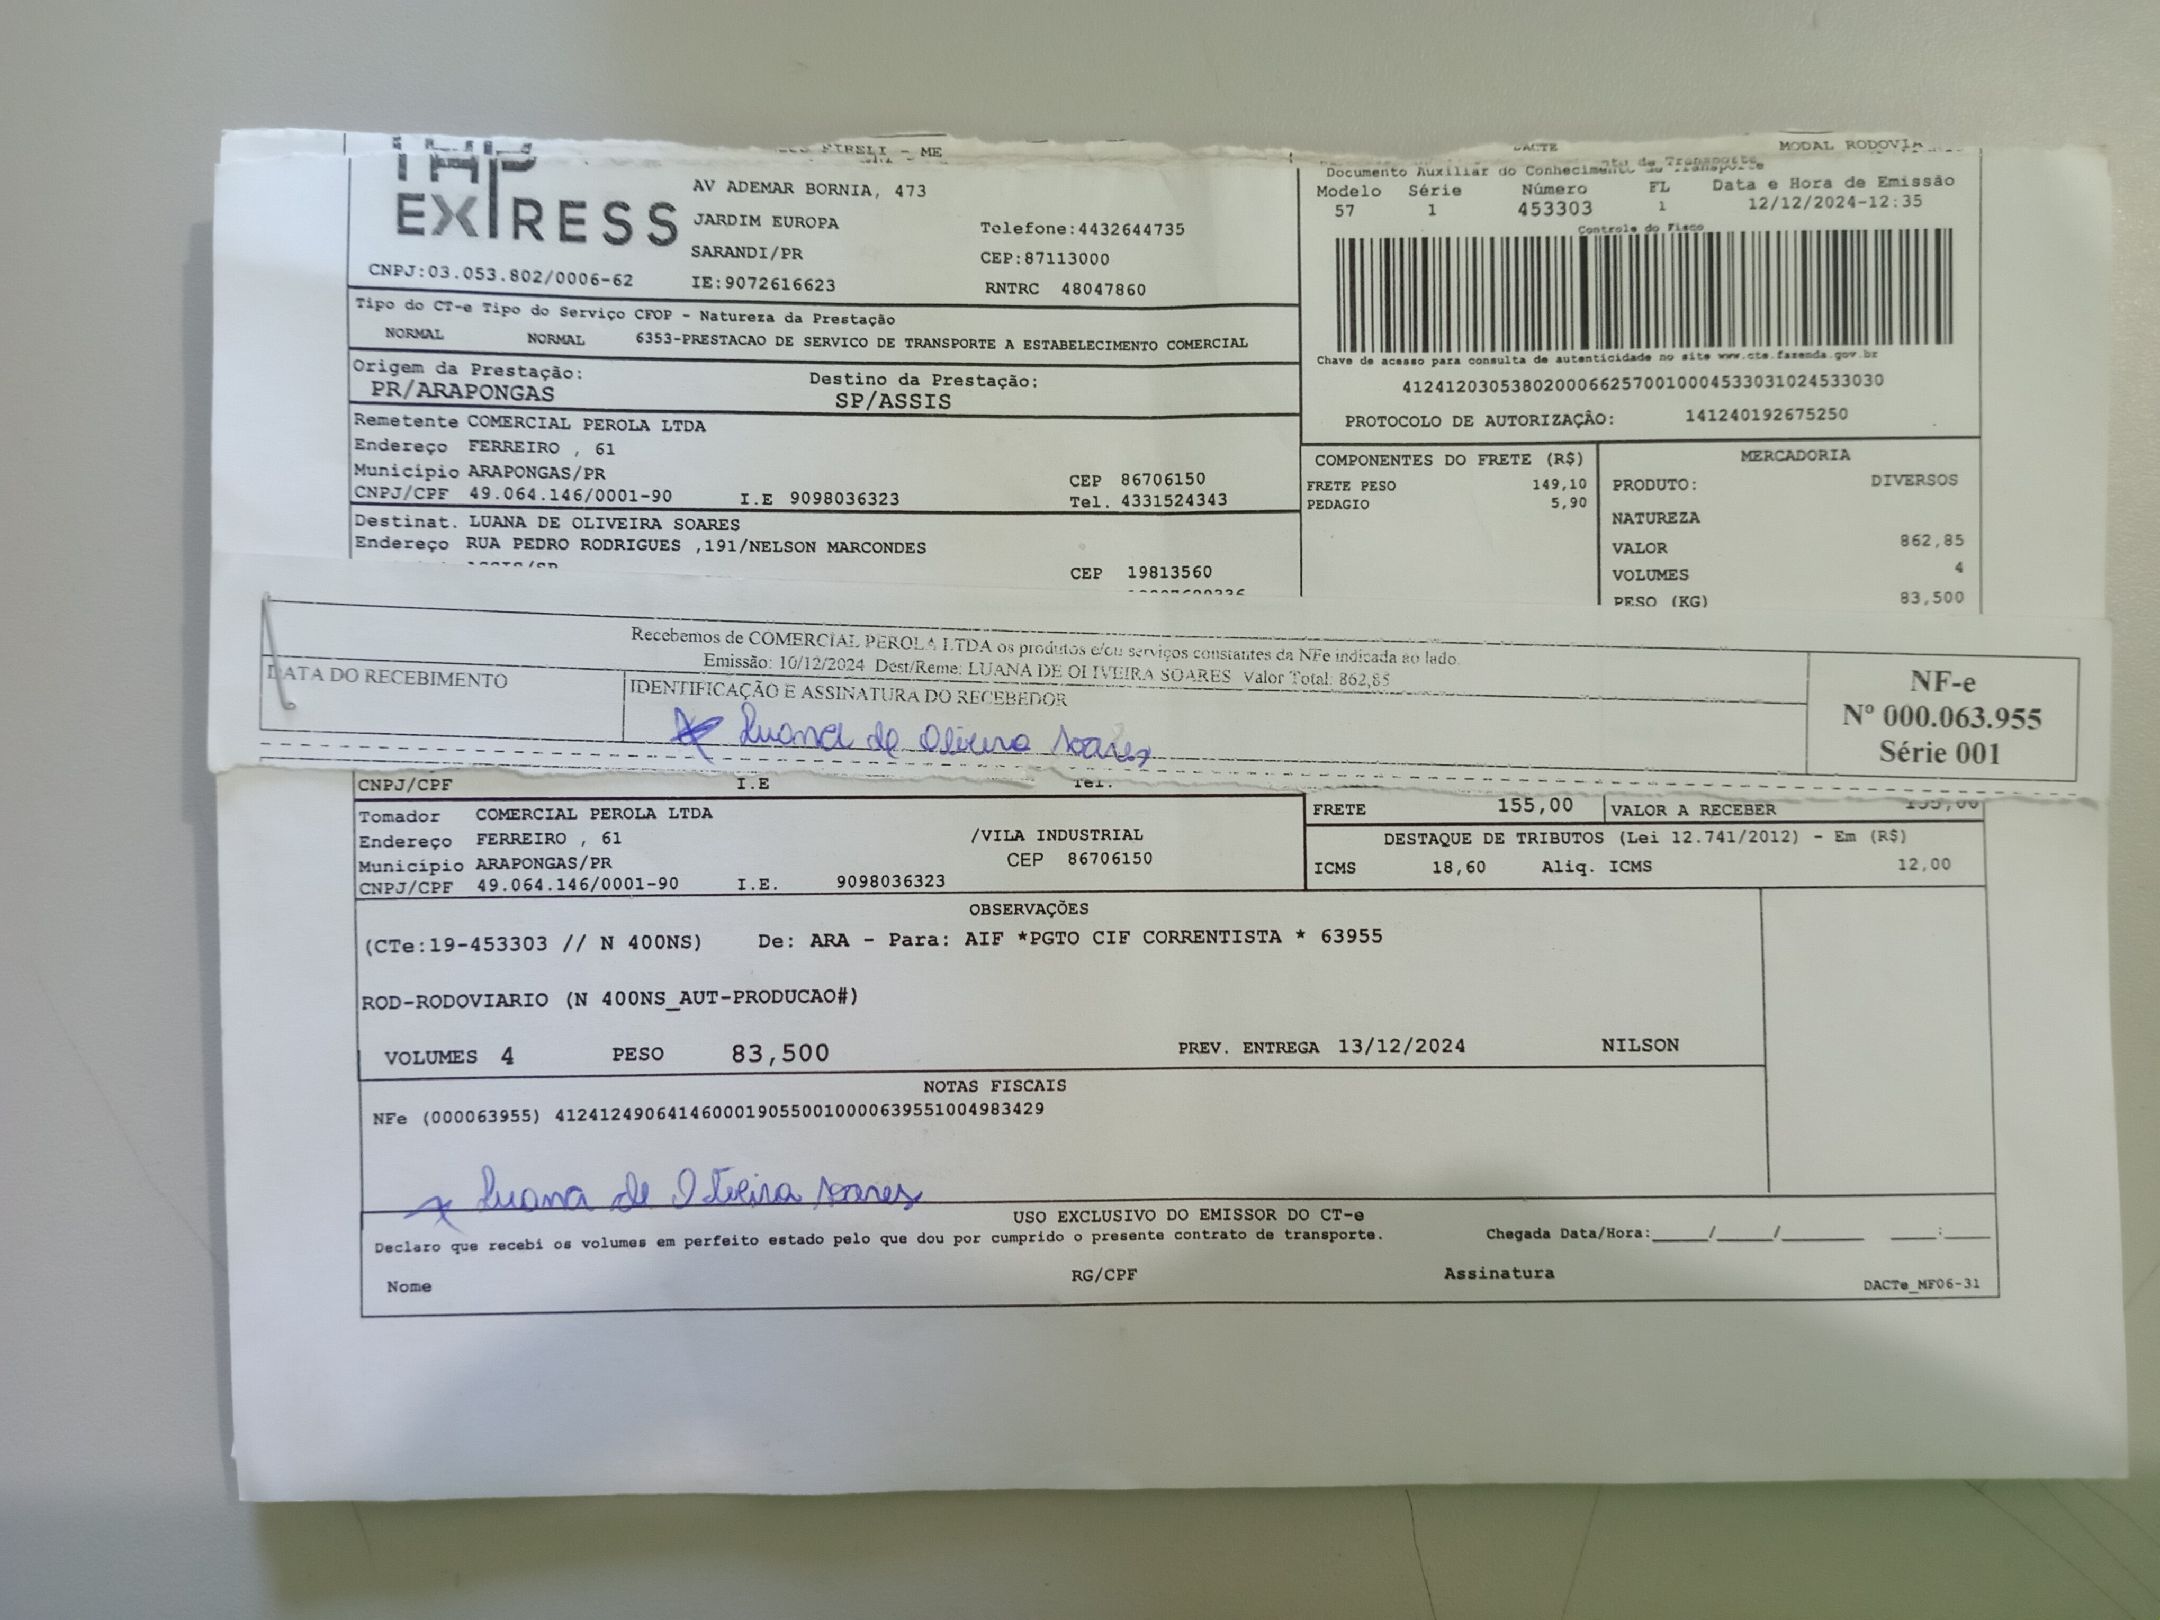 EIRELI - ME
TAP
EXPRESS
AV ADEMAR BORNIA, 473
JARDIM EUROPA
Telefone:4432644735
SARANDI/PR
CEP:87113000
CNPJ:03.053.802/0006-62
IE:9072616623
RNTRC 48047860
DACTE
MODAL RODOVIA
Documento Auxiliar do Conhecimento de Transporte
Modelo Série Número FL Data e Hora de Emissão
57 1 453303 1 12/12/2024-12:35
Controle do Fisco
Chave de acesso para consulta de autenticidade no site www.cte.fazenda.gov.br
41241203053802000662570010004533031024533030
PROTOCOLO DE AUTORIZAÇÃO: 141240192675250
Tipo do CT-e Tipo do Serviço CFOP - Natureza da Prestação
NORMAL NORMAL 6353-PRESTACAO DE SERVICO DE TRANSPORTE A ESTABELECIMENTO COMERCIAL
Origem da Prestação: Destino da Prestação:
PR/ARAPONGAS SP/ASSIS
Remetente COMERCIAL PEROLA LTDA
Endereço FERREIRO , 61
Município ARAPONGAS/PR CEP 86706150
CNPJ/CPF 49.064.146/0001-90 I.E 9098036323 Tel. 4331524343
Destinat. LUANA DE OLIVEIRA SOARES
Endereço RUA PEDRO RODRIGUES ,191/NELSON MARCONDES
CEP 19813560
COMPONENTES DO FRETE (R$)
FRETE PESO 149,10
PEDAGIO 5,90
MERCADORIA
PRODUTO: DIVERSOS
NATUREZA
VALOR 862,85
VOLUMES 4
PESO (KG) 83,500
Recebemos de COMERCIAL PEROLA LTDA os produtos e/ou serviços constantes da NFe indicada ao lado.
Emissão: 10/12/2024 Dest/Reme: LUANA DE OLIVEIRA SOARES Valor Total: 862,85
DATA DO RECEBIMENTO
IDENTIFICAÇÃO E ASSINATURA DO RECEBEDOR
Luana de Oliveira Soares
NF-e
Nº 000.063.955
Série 001
CNPJ/CPF I.E Tel.
Tomador COMERCIAL PEROLA LTDA
Endereço FERREIRO , 61 /VILA INDUSTRIAL
Município ARAPONGAS/PR CEP 86706150
CNPJ/CPF 49.064.146/0001-90 I.E. 9098036323
FRETE 155,00 VALOR A RECEBER 155,00
DESTAQUE DE TRIBUTOS (Lei 12.741/2012) - Em (R$)
ICMS 18,60 Aliq. ICMS 12,00
OBSERVAÇÕES
(CTe:19-453303 // N 400NS) De: ARA - Para: AIF *PGTO CIF CORRENTISTA * 63955
ROD-RODOVIARIO (N 400NS_AUT-PRODUCAO#)
VOLUMES 4 PESO 83,500 PREV. ENTREGA 13/12/2024 NILSON
NOTAS FISCAIS
NFe (000063955) 41241249064146000190550010000639551004983429
Luana de Oliveira Soares
USO EXCLUSIVO DO EMISSOR DO CT-e
Declaro que recebi os volumes em perfeito estado pelo que dou por cumprido o presente contrato de transporte. Chegada Data/Hora:____/____/______ ___:___
Nome RG/CPF Assinatura DACTe_MF06-31